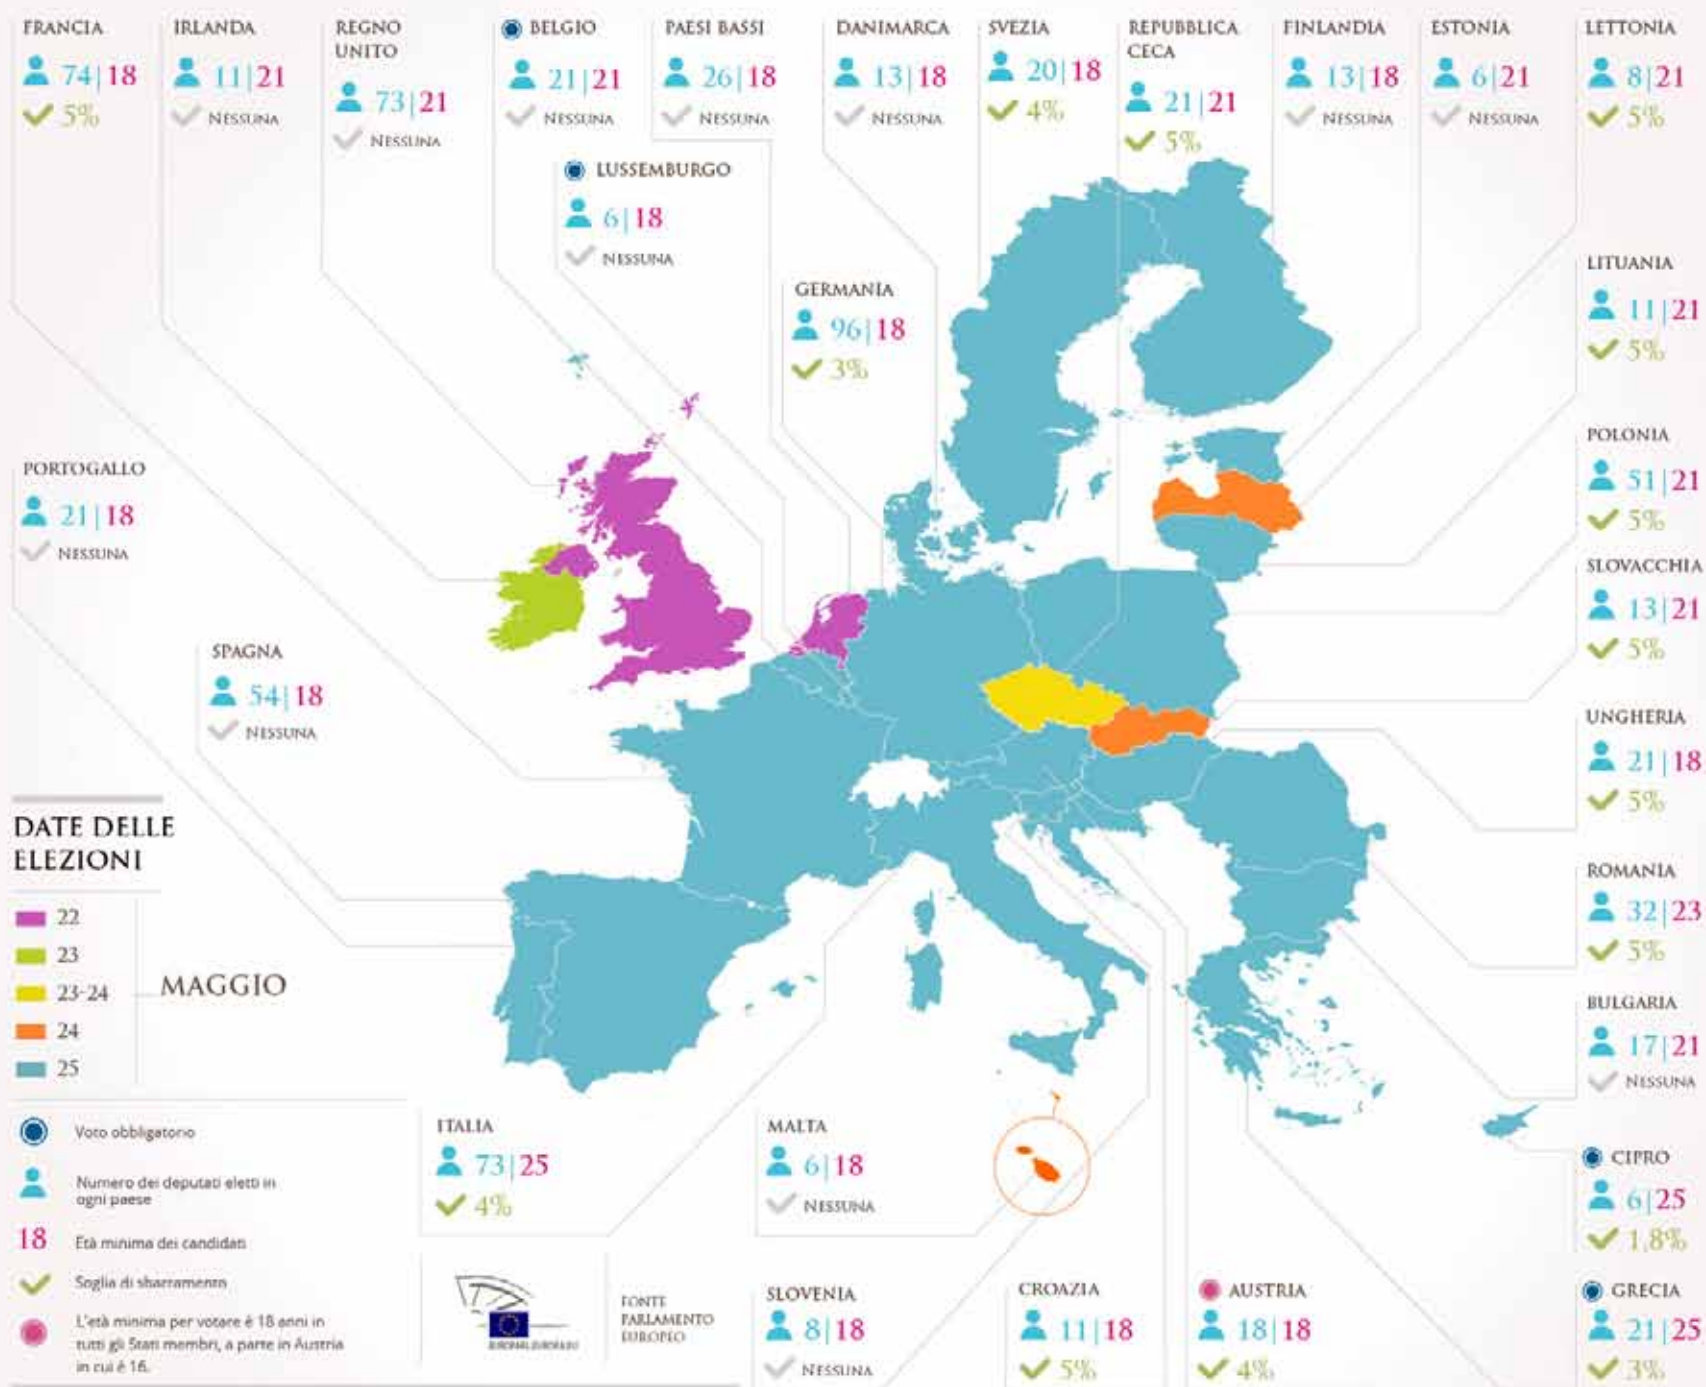 FRANCIA
74|18
5%
IRLANDA
11|21
NESSUNA
REGNO
UNITO
73|21
NESSUNA
BELGIO
21|21
NESSUNA
PAESI BASSI
26|18
NESSUNA
DANIMARCA
13|18
NESSUNA
SVEZIA
20|18
4%
REPUBBLICA
CECA
21|21
5%
FINLANDIA
13|18
NESSUNA
ESTONIA
6|21
NESSUNA
LETTONIA
8|21
5%
LUSSEMBURGO
6|18
NESSUNA
GERMANIA
96|18
3%
LITUANIA
11|21
5%
POLONIA
51|21
5%
PORTOGALLO
21|18
NESSUNA
SLOVACCHIA
13|21
5%
SPAGNA
54|18
NESSUNA
UNGHERIA
21|18
5%
ROMANIA
32|23
5%
BULGARIA
17|21
NESSUNA
DATE DELLE
ELEZIONI
22
23
23-24
24
25
MAGGIO
Voto obbligatorio
Numero dei deputati eletti in
ogni paese
18 Età minima dei candidati
Soglia di sbarramento
L'età minima per votare è 18 anni in
tutti gli Stati membri, a parte in Austria
in cui è 16.
ITALIA
73|25
4%
MALTA
6|18
NESSUNA
CIPRO
6|25
1,8%
FONTE
PARLAMENTO
EUROPEO
SLOVENIA
8|18
NESSUNA
CROAZIA
11|18
5%
AUSTRIA
18|18
4%
GRECIA
21|25
3%